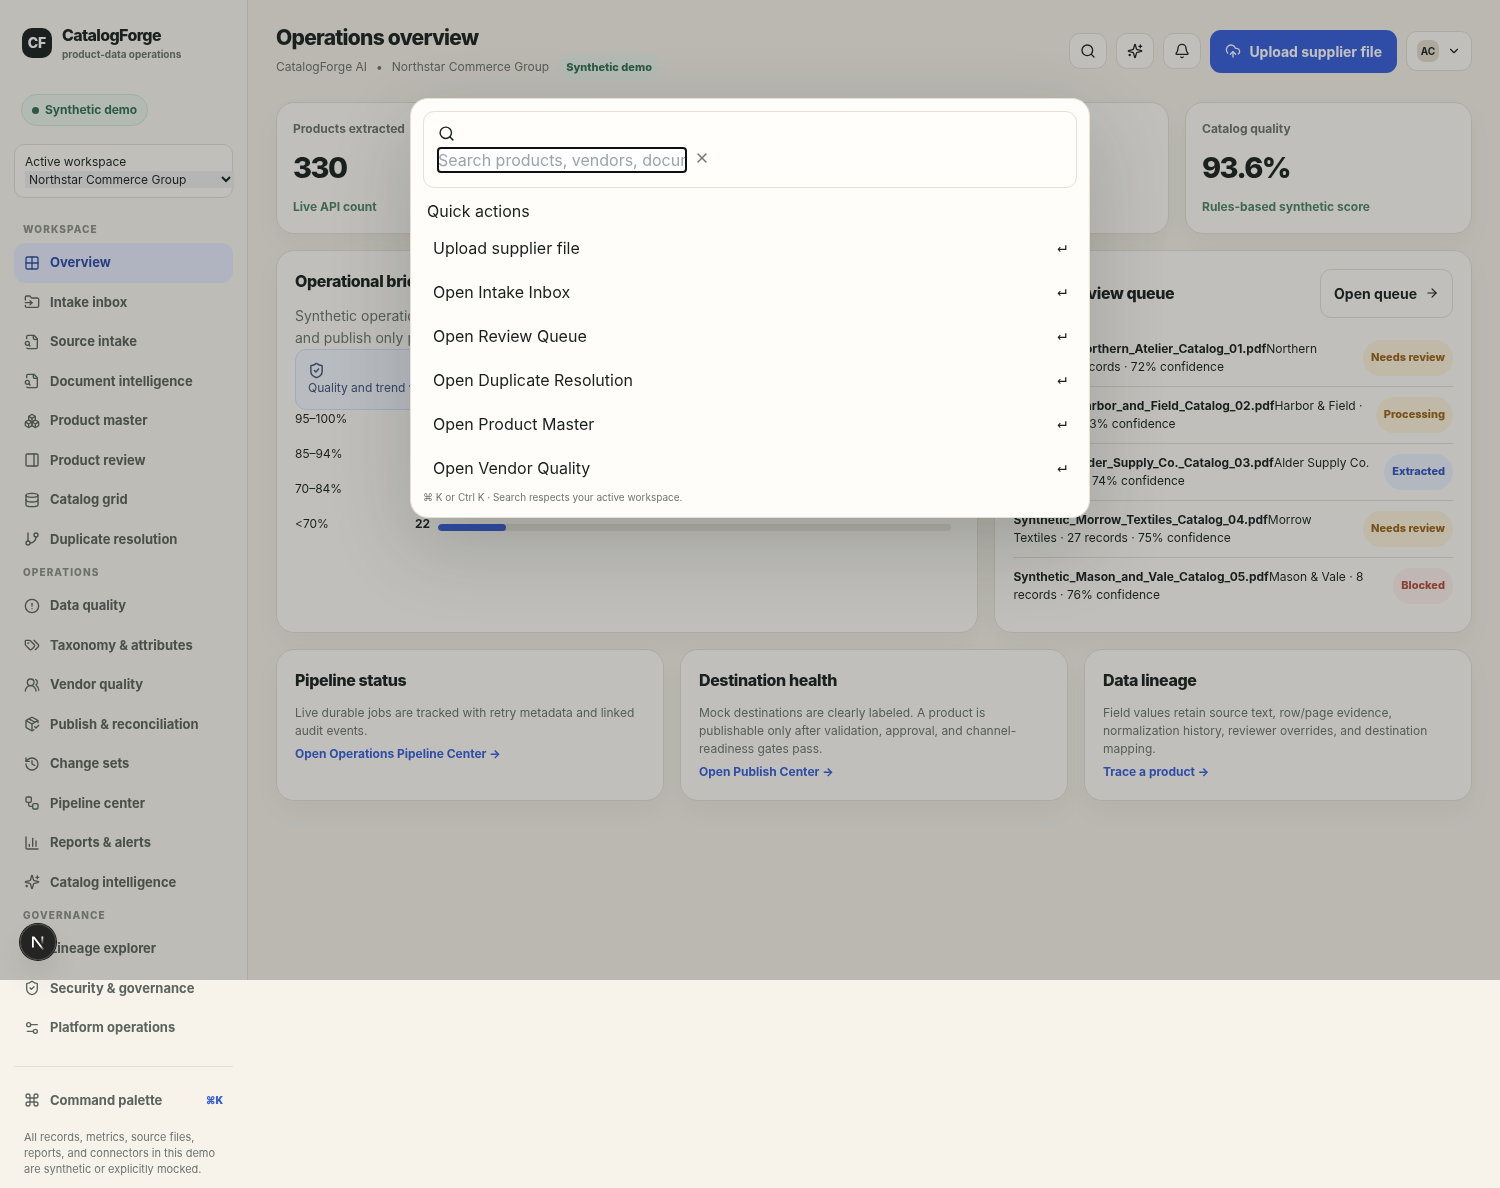 CF
CatalogForge
product-data operations
Synthetic demo
Active workspace
Northstar Commerce Group
WORKSPACE
Overview
Intake inbox
Source intake
Document intelligence
Product master
Product review
Catalog grid
Duplicate resolution
OPERATIONS
Data quality
Taxonomy & attributes
Vendor quality
Publish & reconciliation
Change sets
Pipeline center
Reports & alerts
Catalog intelligence
GOVERNANCE
N
Lineage explorer
Security & governance
Platform operations
Command palette ⌘K
All records, metrics, source files,
reports, and connectors in this demo
are synthetic or explicitly mocked.
Operations overview
CatalogForge AI • Northstar Commerce Group Synthetic demo
Upload supplier file
AC
Products extracted
330
Live API count
Catalog quality
93.6%
Rules-based synthetic score
Search products, vendors, docu
Quick actions
Upload supplier file ↵
Open Intake Inbox ↵
Open Review Queue ↵
Open Duplicate Resolution ↵
Open Product Master ↵
Open Vendor Quality ↵
⌘ K or Ctrl K · Search respects your active workspace.
Operational
Synthetic
and publish only
Quality and trend
95–100%
85–94%
70–84%
<70% 22
queue
Open queue →
Catalog_01.pdfNorthern
· 72% confidence
Needs review
and_Field_Catalog_02.pdfHarbor & Field ·
confidence
Processing
Supply_Co._Catalog_03.pdfAlder Supply Co.
74% confidence
Extracted
Synthetic_Morrow_Textiles_Catalog_04.pdfMorrow
Textiles · 27 records · 75% confidence
Needs review
Synthetic_Mason_and_Vale_Catalog_05.pdfMason & Vale · 8
records · 76% confidence
Blocked
Pipeline status
Live durable jobs are tracked with retry metadata and linked
audit events.
Open Operations Pipeline Center →
Destination health
Mock destinations are clearly labeled. A product is
publishable only after validation, approval, and channel-
readiness gates pass.
Open Publish Center →
Data lineage
Field values retain source text, row/page evidence,
normalization history, reviewer overrides, and destination
mapping.
Trace a product →